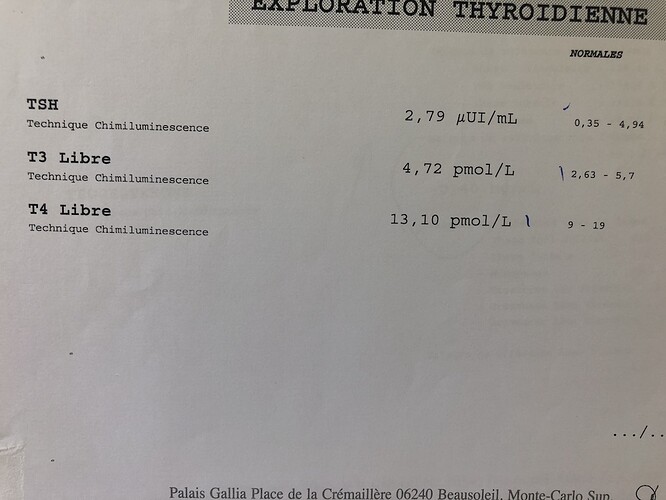 EXPLORATION THYROIDIENNE
NORMALES
TSH
Technique Chimiluminescence
2,79 µUI/mL
0,35 - 4,94
T3 Libre
Technique Chimiluminescence
4,72 pmol/L
2,63 - 5,7
T4 Libre
Technique Chimiluminescence
13,10 pmol/L
9 - 19
.../..
Palais Gallia Place de la Crémaillère 06240 Beausoleil. Monte-Carlo Sup